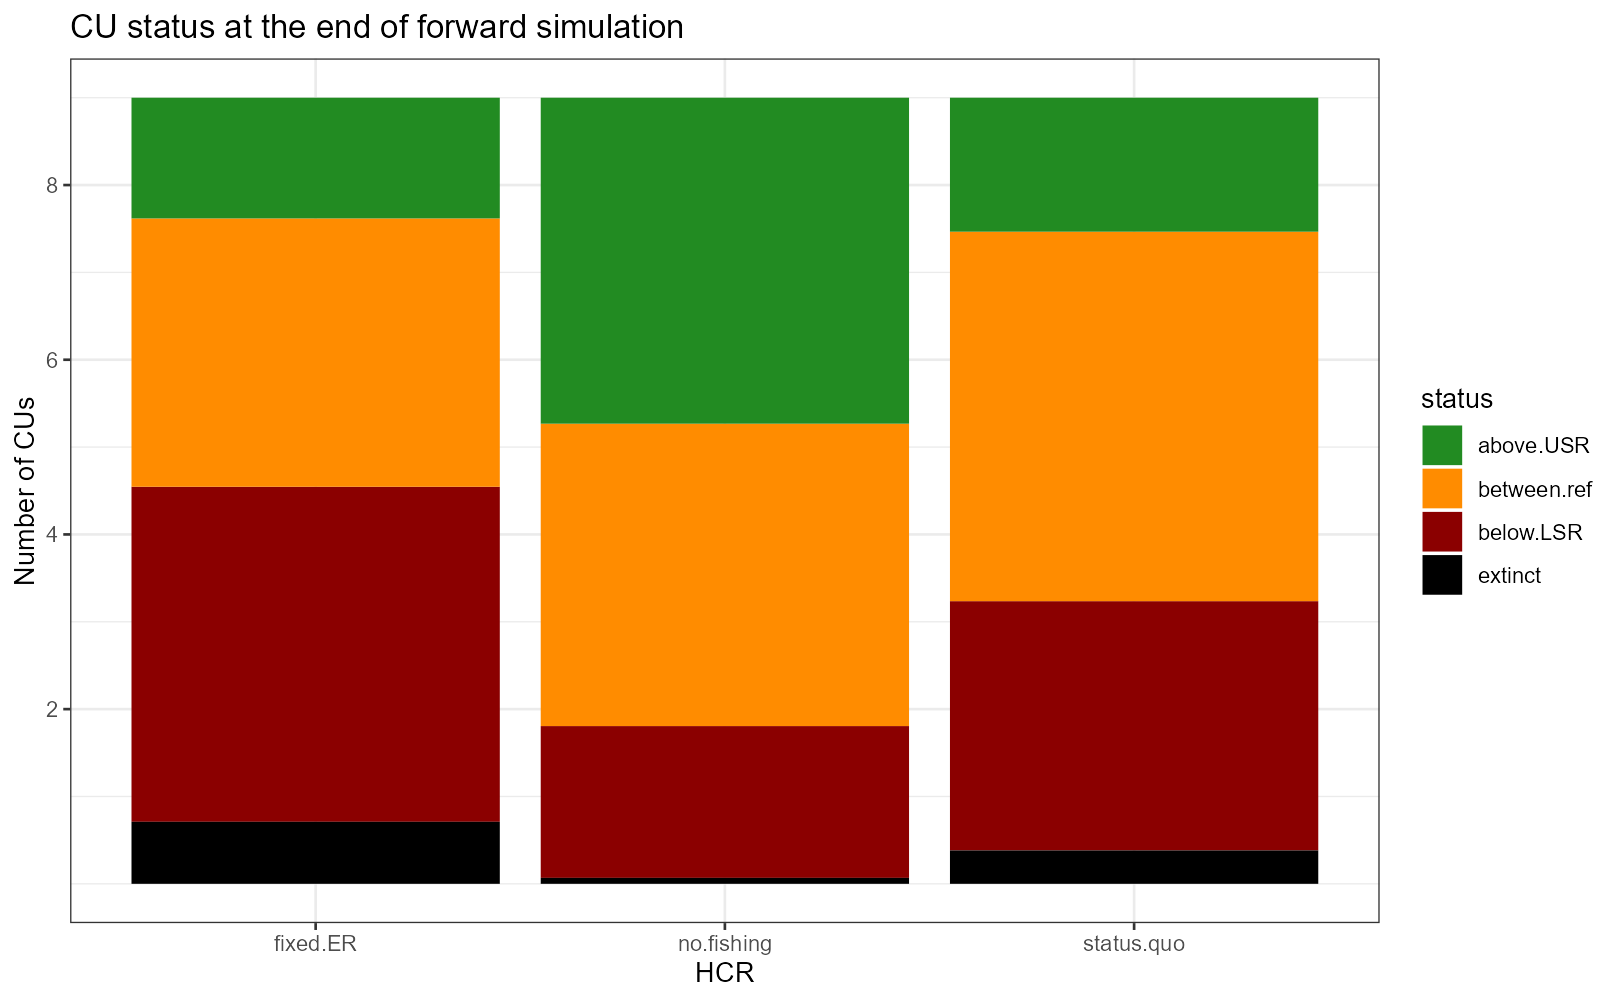 CU status at the end of forward simulation
Number of CUs
8
6
4
2
fixed.ER
no.fishing
status.quo
HCR
status
above.USR
between.ref
below.LSR
extinct